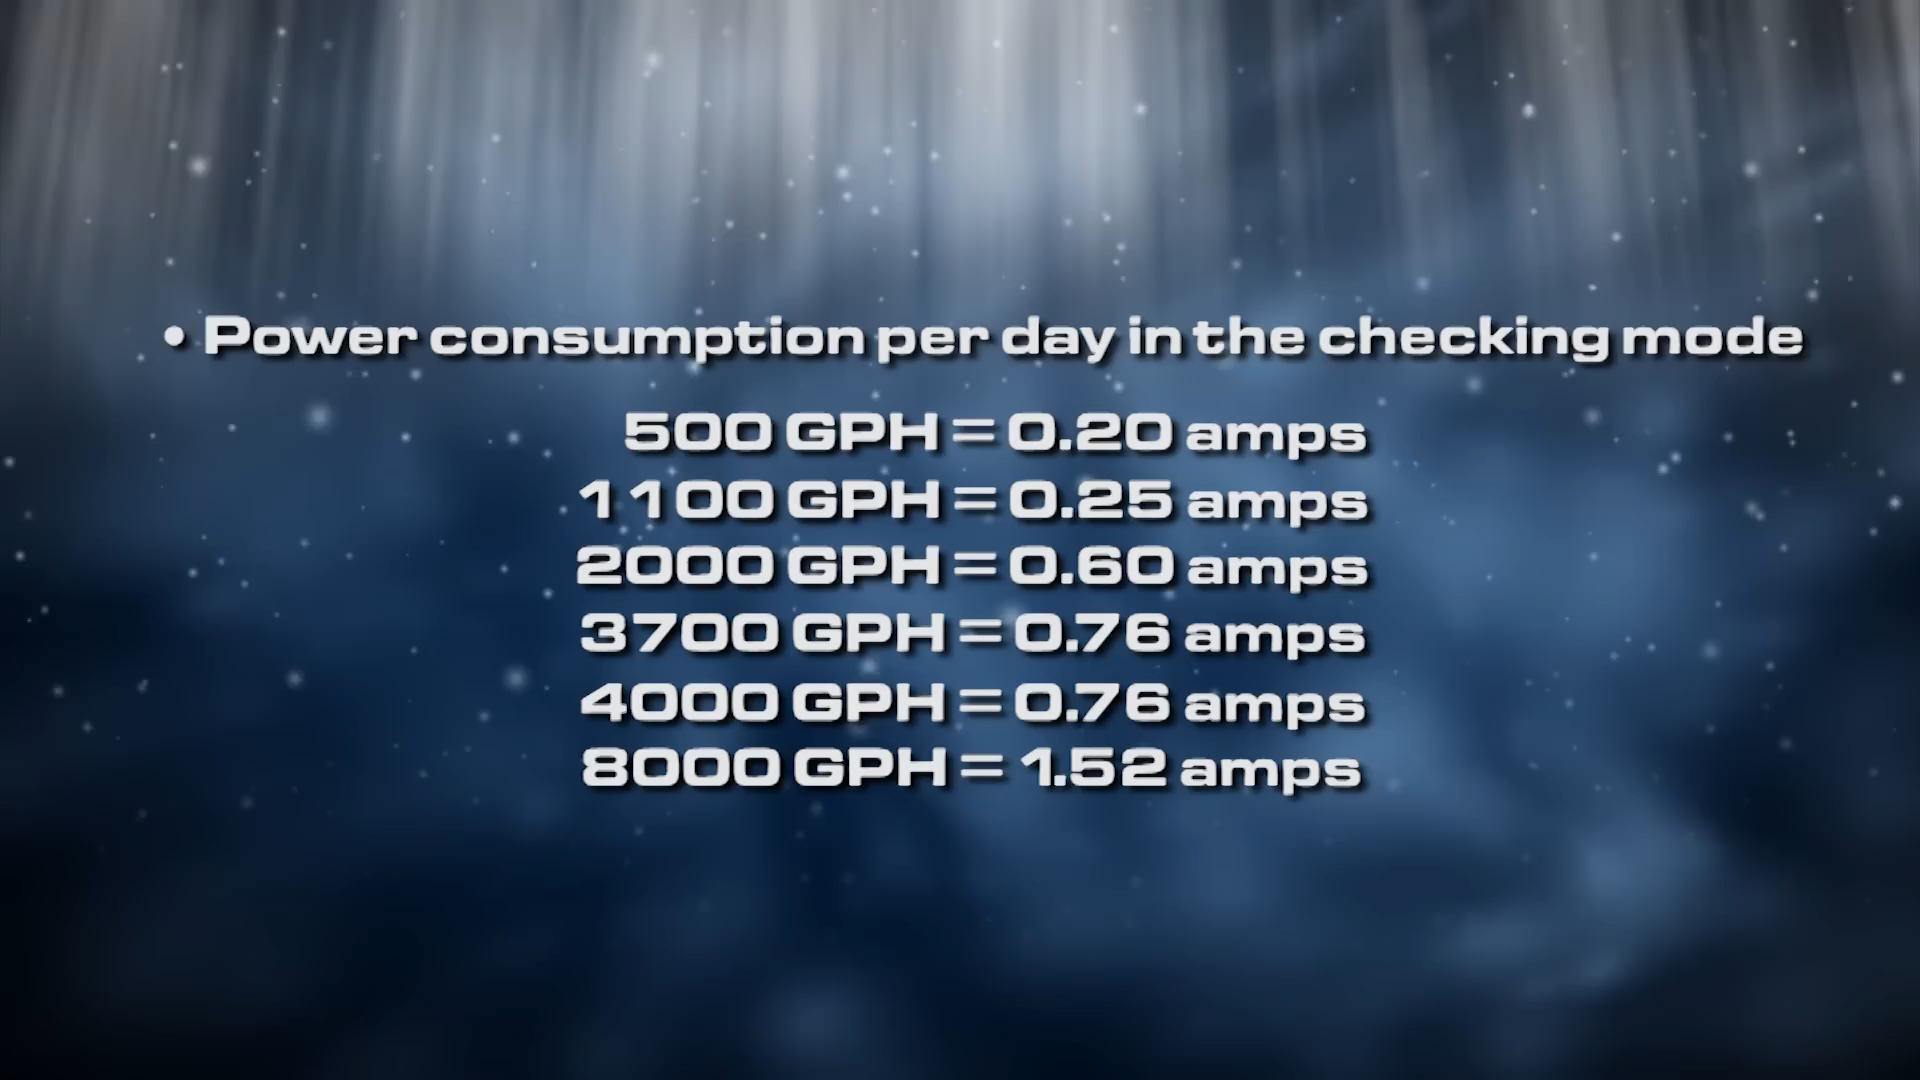 • Power consumption per day in the checking mode
500 GPH = 0.20 amps
1100 GPH = 0.25 amps
2000 GPH = 0.60 amps
3700 GPH = 0.76 amps
4000 GPH = 0.76 amps
8000 GPH = 1.52 amps